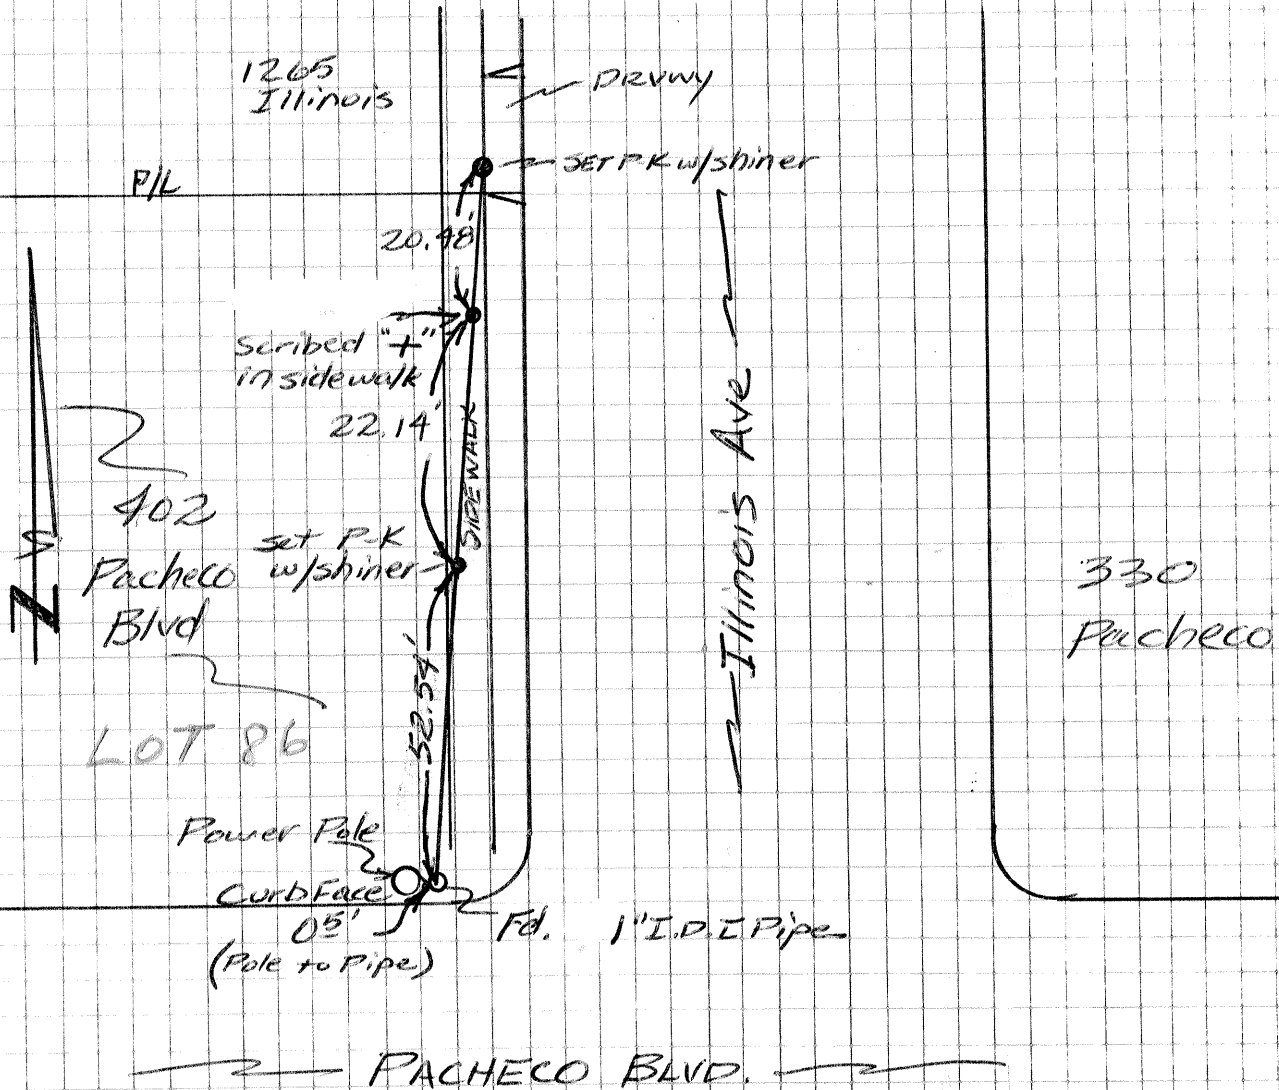 1265
Illinois
DRVWY
SET P-K w/shiner
P/L
20.48'
Scribed "+"
in sidewalk
22.14'
SIDEWALK
Illinois Ave
402
Pacheco
Blvd
set P-K
w/shiner
N
330
Pacheco
52.54'
LOT 86
Power Pole
Curb Face
05'
(Pole to Pipe)
Fd. 1" I.D. I Pipe
PACHECO BLVD.